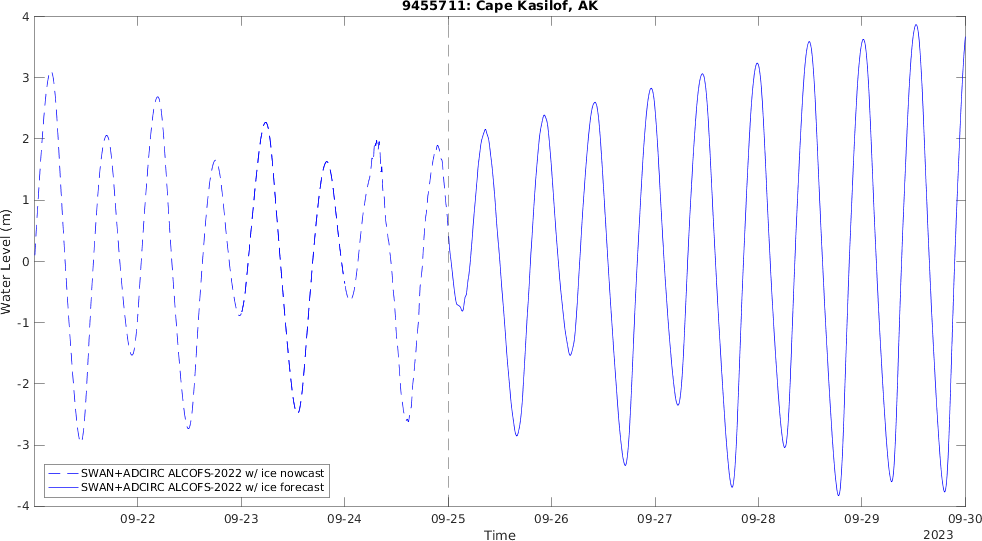 9455711: Cape Kasilof, AK
4
3
2
1
0
-1
-2
-3
-4
Water Level (m)
SWAN+ADCIRC ALCOFS-2022 w/ ice nowcast
SWAN+ADCIRC ALCOFS-2022 w/ ice forecast
09-22 09-23 09-24 09-25 09-26 09-27 09-28 09-29 09-30
Time
2023